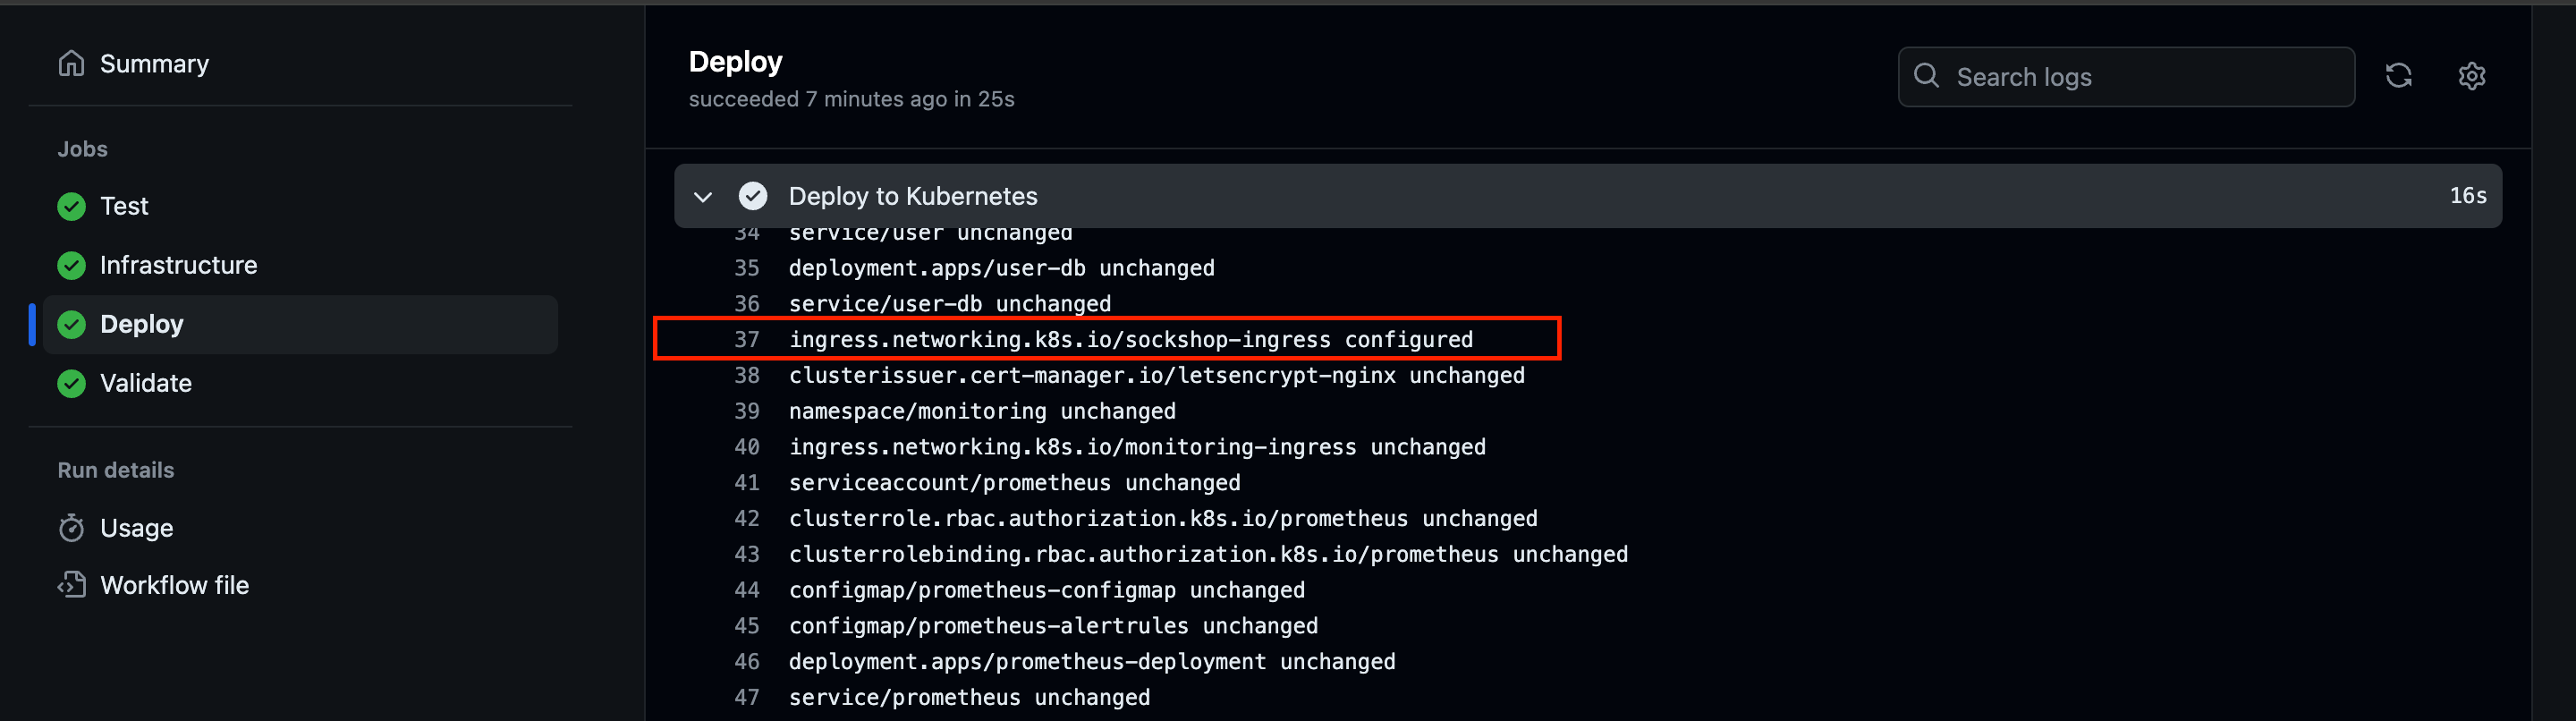 Summary
Jobs
Test
Infrastructure
Deploy
Validate
Run details
Usage
Workflow file
Deploy
succeeded 7 minutes ago in 25s
Search logs
Deploy to Kubernetes 16s
34 service/user unchanged
35 deployment.apps/user-db unchanged
36 service/user-db unchanged
37 ingress.networking.k8s.io/sockshop-ingress configured
38 clusterissuer.cert-manager.io/letsencrypt-nginx unchanged
39 namespace/monitoring unchanged
40 ingress.networking.k8s.io/monitoring-ingress unchanged
41 serviceaccount/prometheus unchanged
42 clusterrole.rbac.authorization.k8s.io/prometheus unchanged
43 clusterrolebinding.rbac.authorization.k8s.io/prometheus unchanged
44 configmap/prometheus-configmap unchanged
45 configmap/prometheus-alertrules unchanged
46 deployment.apps/prometheus-deployment unchanged
47 service/prometheus unchanged